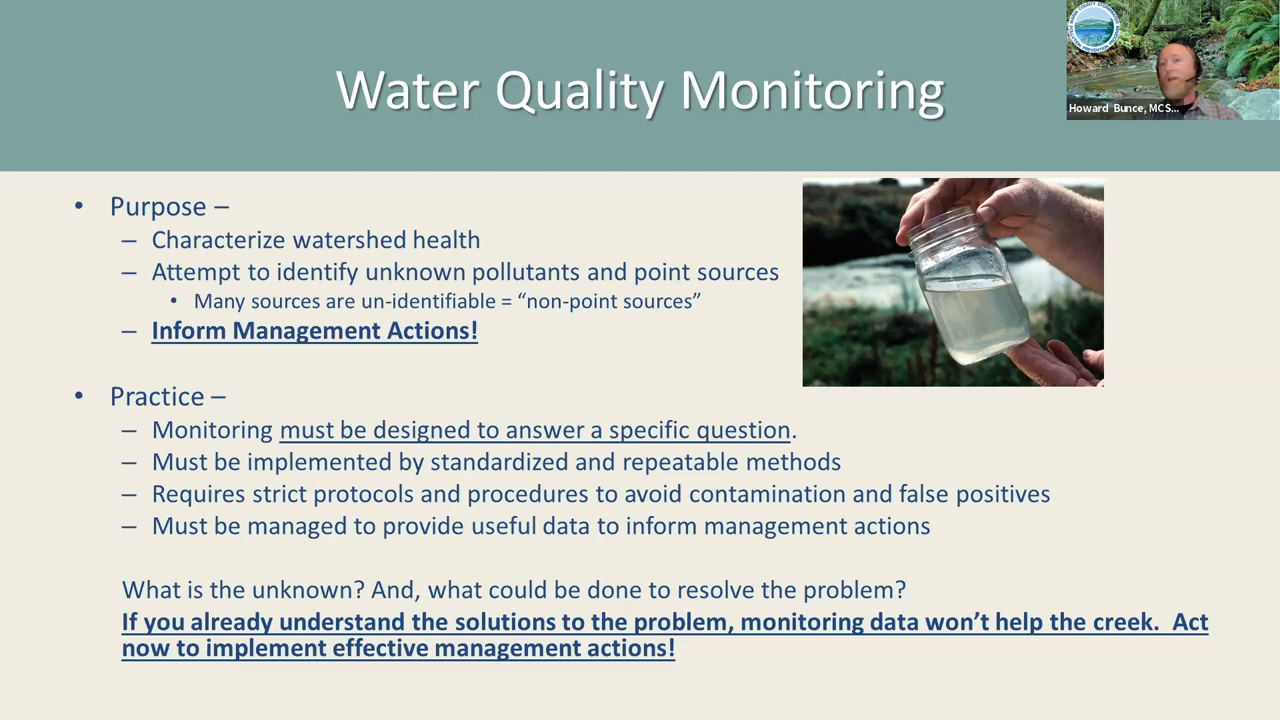 Water Quality Monitoring
Howard Bunce, MCS...
• Purpose –
– Characterize watershed health
– Attempt to identify unknown pollutants and point sources
• Many sources are un-identifiable = “non-point sources”
– Inform Management Actions!
• Practice –
– Monitoring must be designed to answer a specific question.
– Must be implemented by standardized and repeatable methods
– Requires strict protocols and procedures to avoid contamination and false positives
– Must be managed to provide useful data to inform management actions
What is the unknown? And, what could be done to resolve the problem?
If you already understand the solutions to the problem, monitoring data won’t help the creek.  Act
now to implement effective management actions!